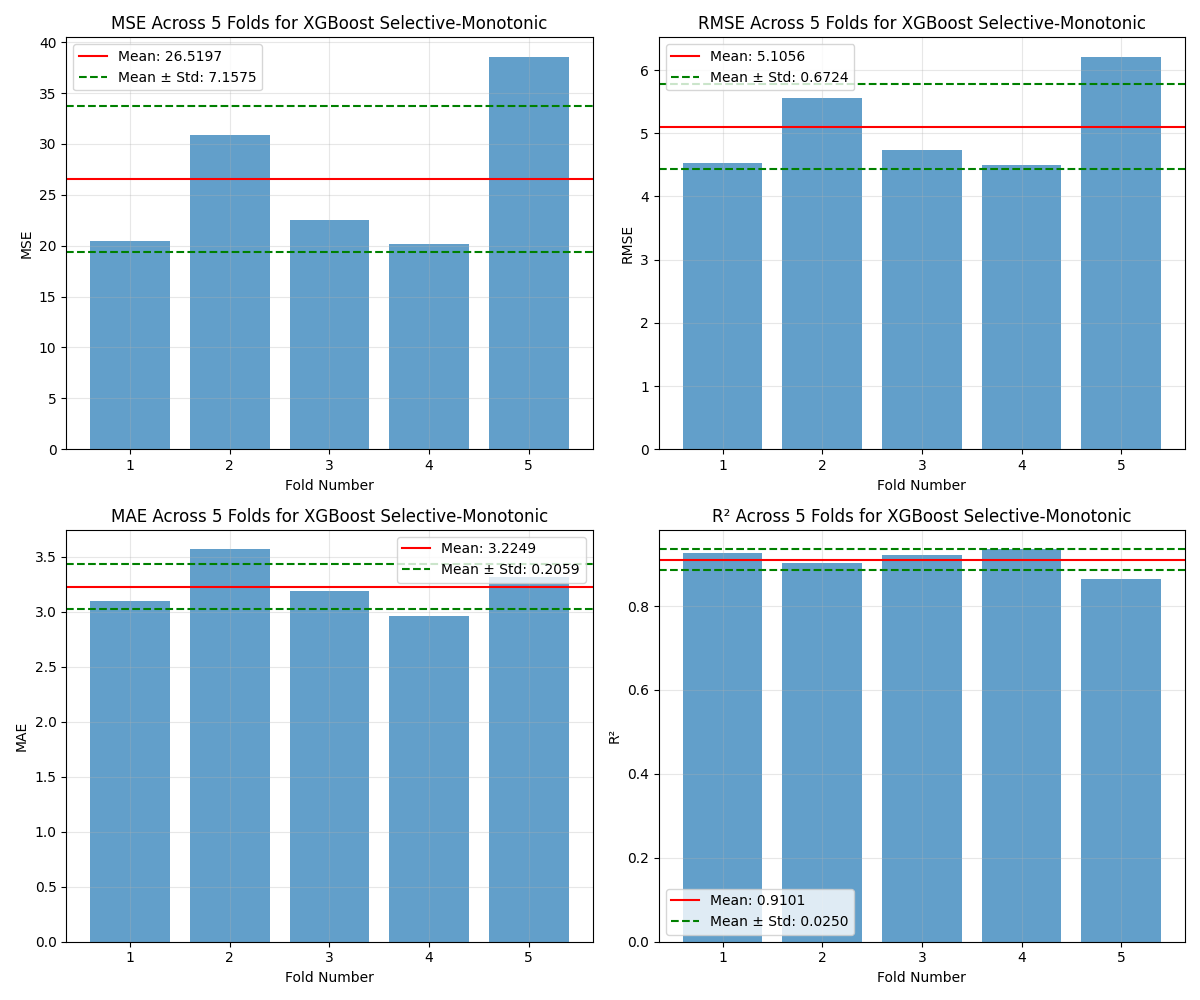 MSE Across 5 Folds for XGBoost Selective-Monotonic
Mean: 26.5197
Mean ± Std: 7.1575
40
35
30
25
20
15
10
5
0
MSE
1 2 3 4 5
Fold Number
RMSE Across 5 Folds for XGBoost Selective-Monotonic
Mean: 5.1056
Mean ± Std: 0.6724
6
5
4
3
2
1
0
RMSE
1 2 3 4 5
Fold Number
MAE Across 5 Folds for XGBoost Selective-Monotonic
Mean: 3.2249
Mean ± Std: 0.2059
3.5
3.0
2.5
2.0
1.5
1.0
0.5
0.0
MAE
1 2 3 4 5
Fold Number
R² Across 5 Folds for XGBoost Selective-Monotonic
0.8
0.6
0.4
0.2
0.0
R²
Mean: 0.9101
Mean ± Std: 0.0250
1 2 3 4 5
Fold Number